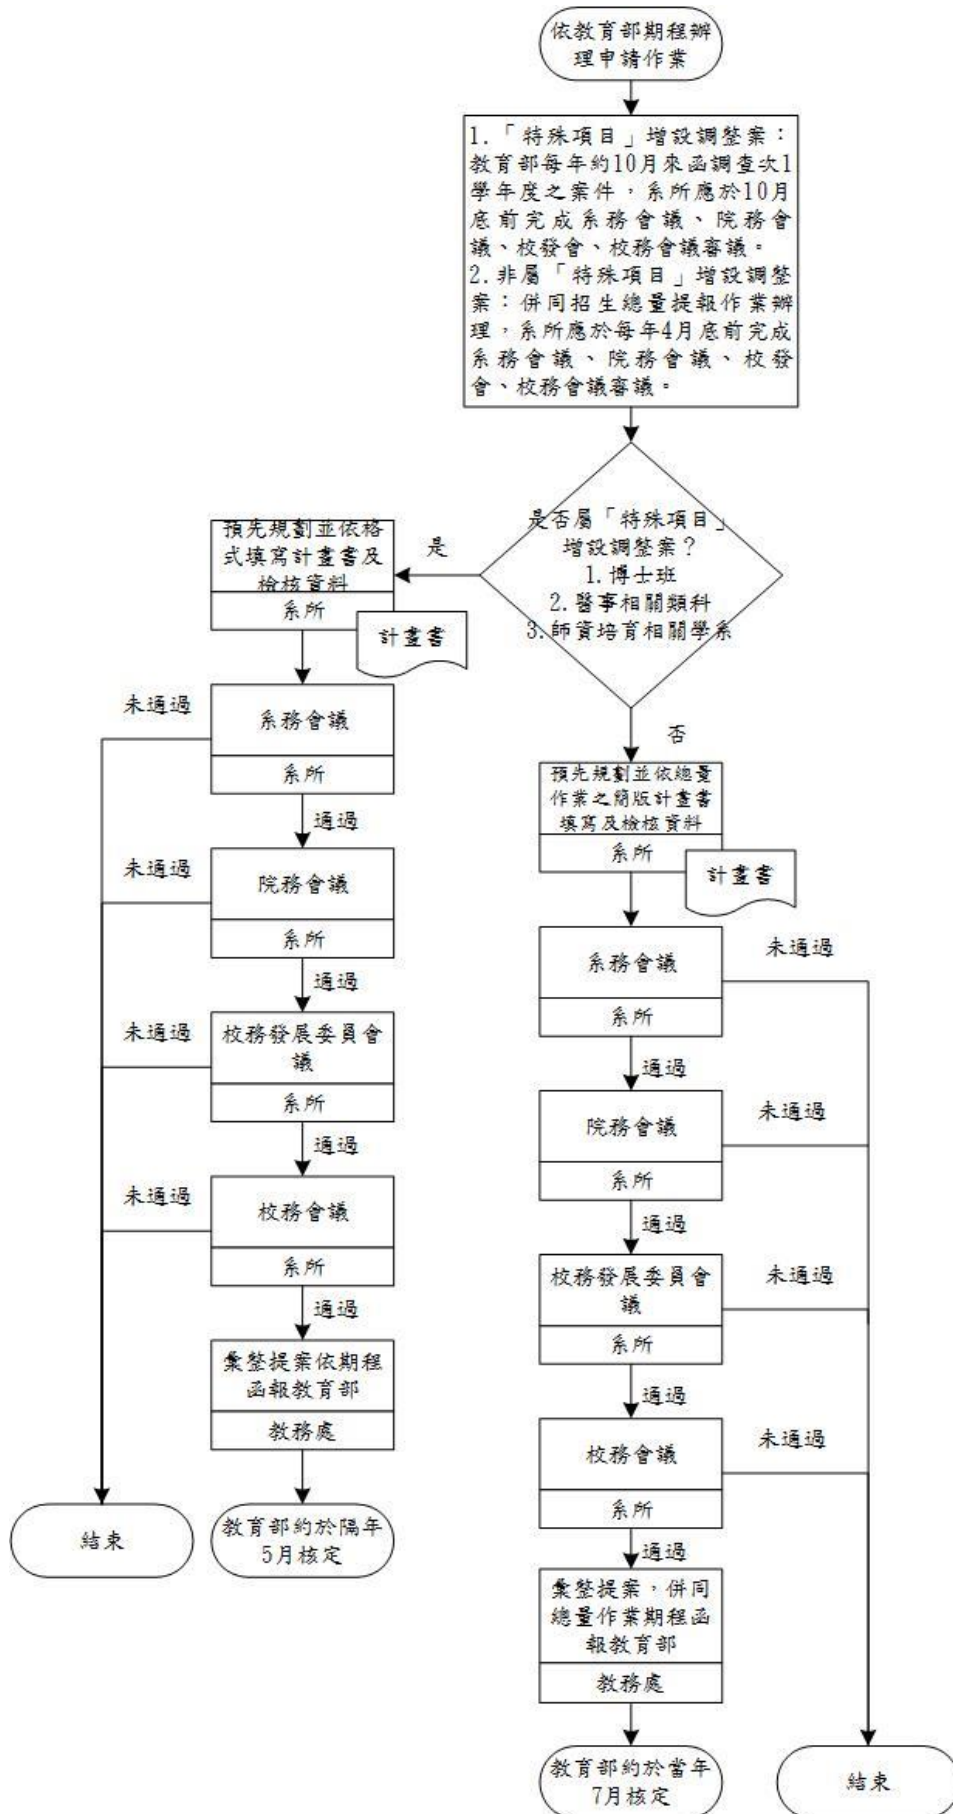 依教育部期程辦
理申請作業
1.「特殊項目」增設調整案：
教育部每年約10月來函調查次1
學年度之案件，系所應於10月
底前完成系務會議、院務會
議、校發會、校務會議審議。
2.非屬「特殊項目」增設調整
案：併同招生總量提報作業辦
理，系所應於每年4月底前完成
系務會議、院務會議、校發
會、校務會議審議。
是否屬「特殊項目」
增設調整案？
1.博士班
2.醫事相關類科
3.師資培育相關學系
是
預先規劃並依格
式填寫計畫書及
檢核資料
系所
計畫書
未通過
系務會議
系所
通過
未通過
院務會議
系所
通過
未通過
校務發展委員會
議
系所
通過
未通過
校務會議
系所
通過
彙整提案依期程
函報教育部
教務處
結束
教育部約於隔年
5月核定
否
預先規劃並依總量
作業之簡版計畫書
填寫及檢核資料
系所
計畫書
系務會議
未通過
系所
通過
院務會議
未通過
系所
通過
校務發展委員會
議
未通過
系所
通過
校務會議
未通過
系所
通過
彙整提案，併同
總量作業期程函
報教育部
教務處
教育部約於當年
7月核定
結束